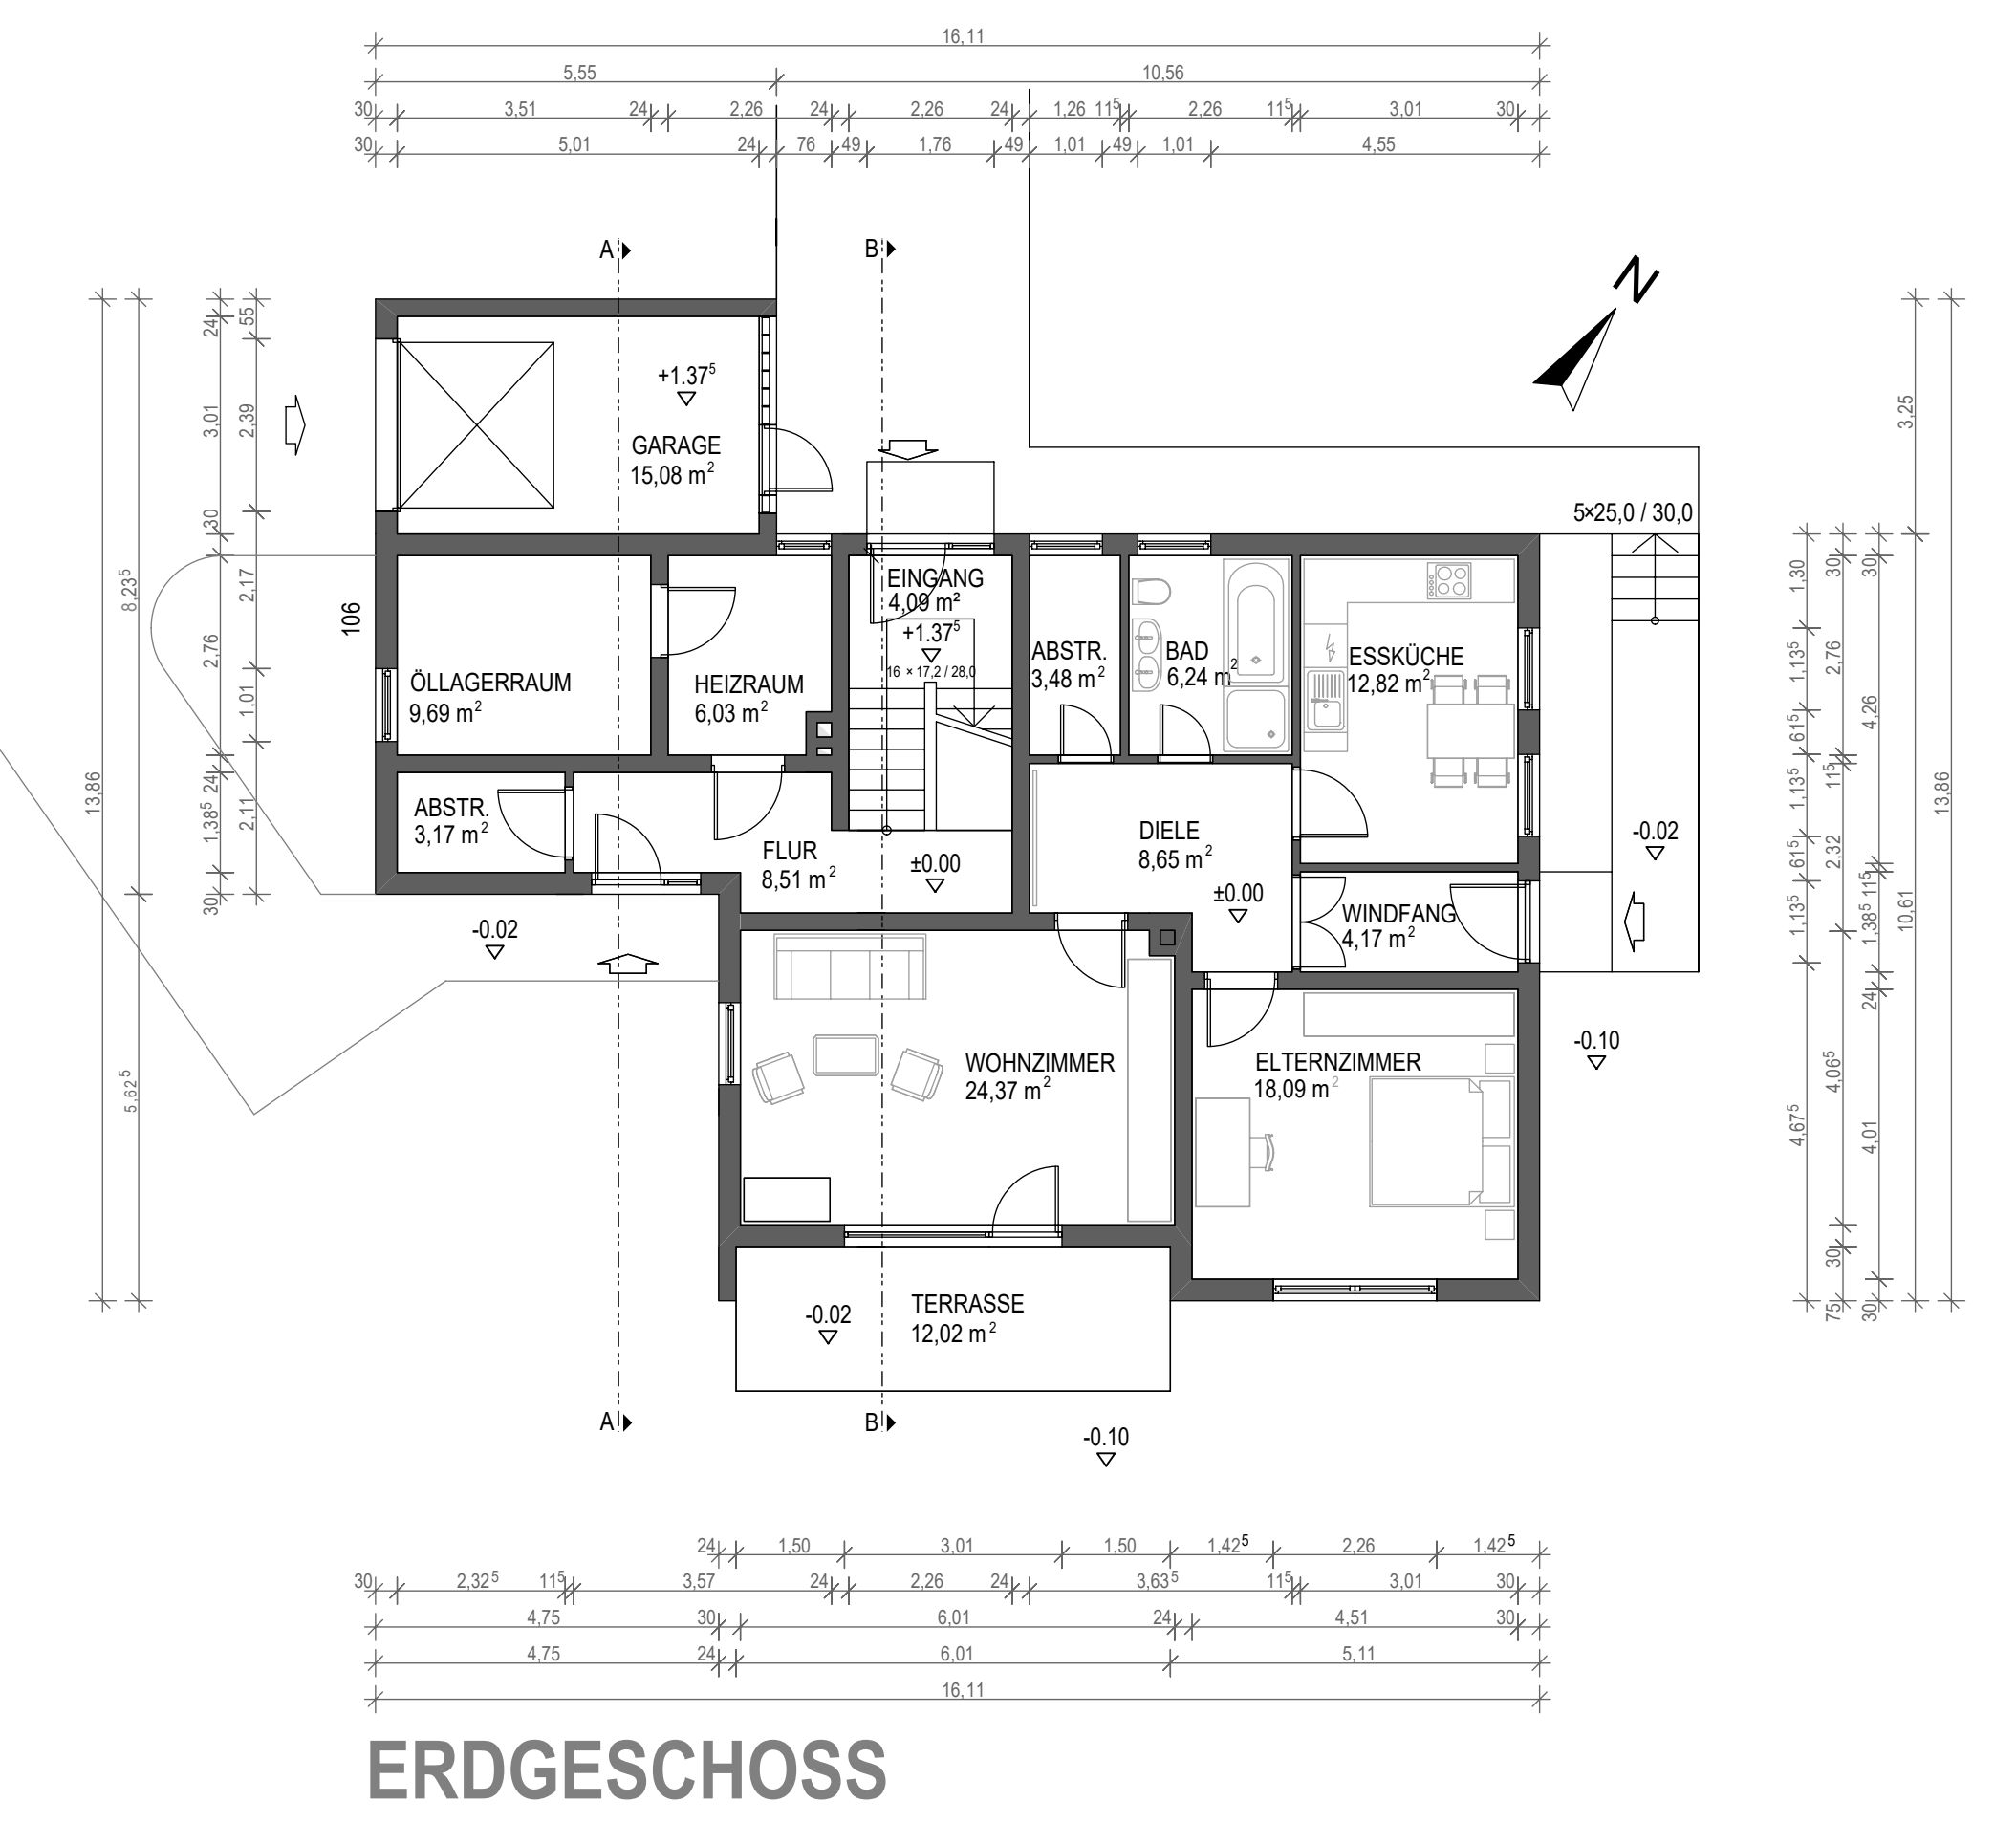 16,11
5,55 10,56
30 3,51 24 2,26 24 2,26 24 1,26 11⁵ 2,26 11⁵ 3,01 30
30 5,01 24 76 49 1,76 49 1,01 49 1,01 4,55
A B
N
+1.37⁵
GARAGE
15,08 m²
5×25,0 / 30,0
106
EINGANG
4,09 m²
+1.37⁵
16 × 17,2 / 28,0
ÖLLAGERRAUM
9,69 m²
HEIZRAUM
6,03 m²
ABSTR.
3,48 m²
BAD
6,24 m²
ESSKÜCHE
12,82 m²
ABSTR.
3,17 m²
FLUR
8,51 m²
±0.00
DIELE
8,65 m²
±0.00
-0.02
WINDFANG
4,17 m²
-0.02
-0.10
WOHNZIMMER
24,37 m²
ELTERNZIMMER
18,09 m²
TERRASSE
12,02 m²
-0.02
A B
-0.10
13,86
8,23⁵
5,62⁵
24
3,01
30
2,76
24
1,38⁵
30
55
2,39
2,17
1,01
2,11
1,30
1,13⁵
61⁵
1,13⁵
61⁵
1,13⁵
4,67⁵
30
2,76
11⁵
2,32
4,06⁵
30
75
30
4,26
11⁵
1,38⁵
24
4,01
30
3,25
10,61
13,86
24 1,50 3,01 1,50 1,42⁵ 2,26 1,42⁵
30 2,32⁵ 11⁵ 3,57 24 2,26 24 3,63⁵ 11⁵ 3,01 30
4,75 30 6,01 24 4,51 30
4,75 24 6,01 5,11
16,11
ERDGESCHOSS